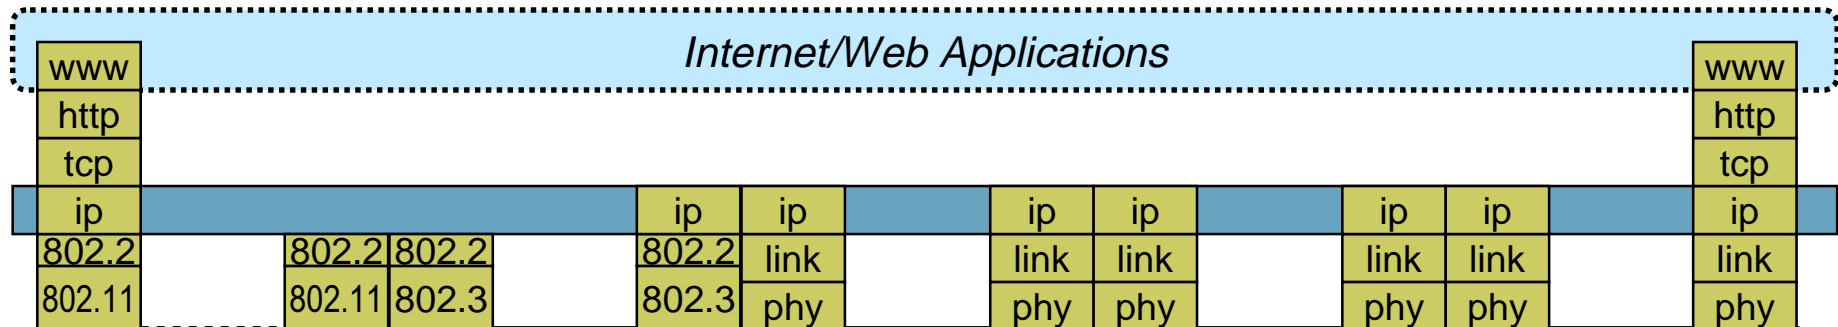 Internet/Web Applications
www www
http http
tcp tcp
ip ip ip ip ip ip ip ip
802.2 802.2 802.2 802.2 link link link link link link
802.11 802.11 802.3 802.3 phy phy phy phy phy phy